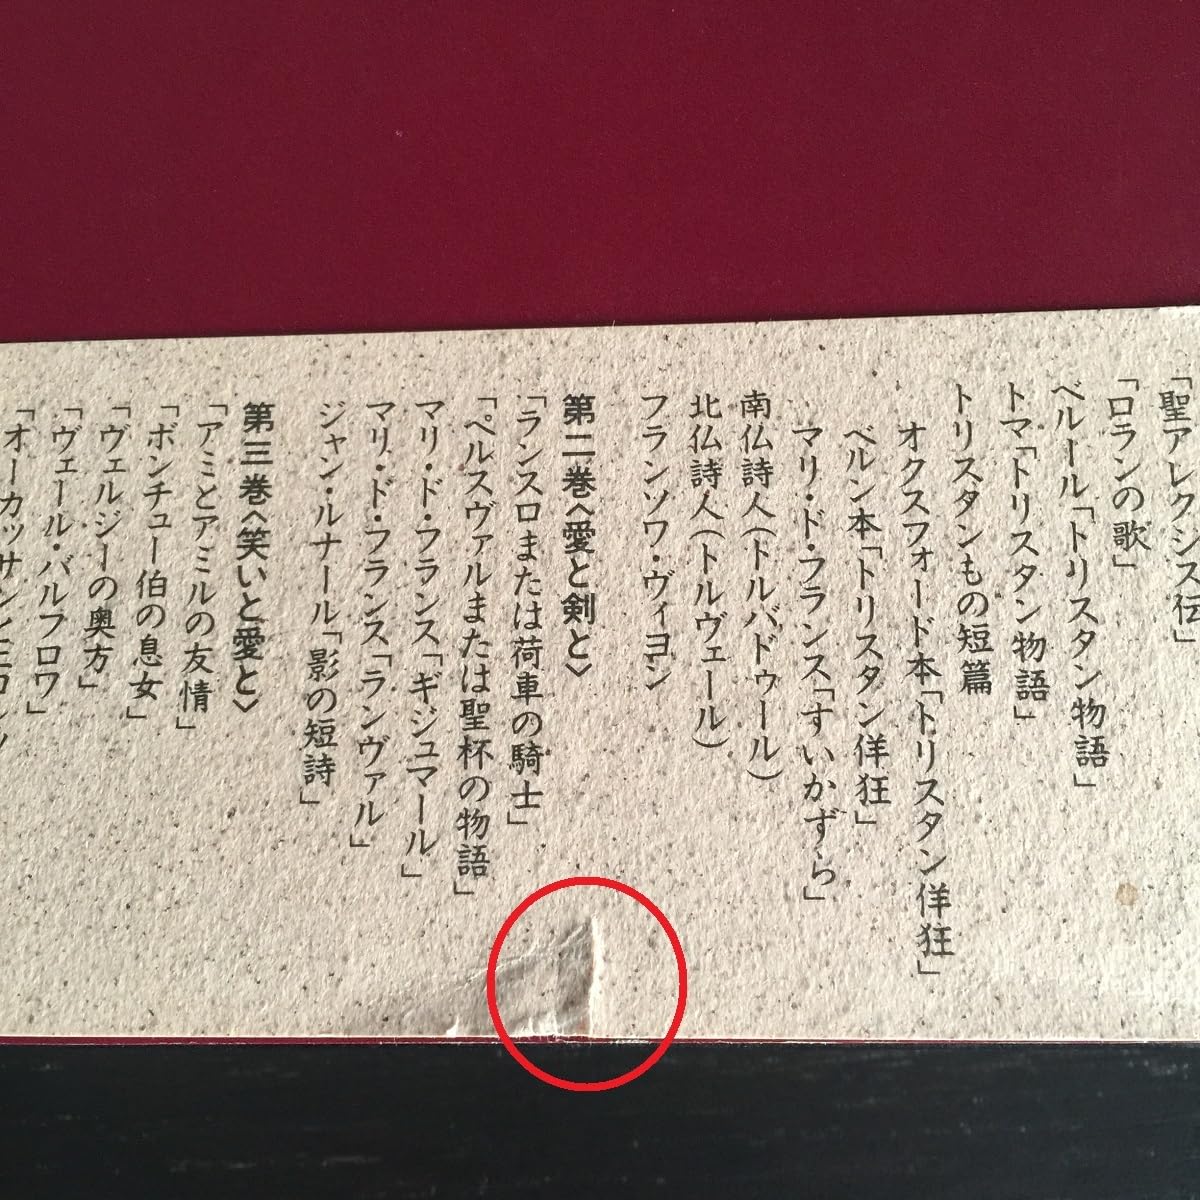 「聖アレクシス伝」
「ロランの歌」
ベルール「トリスタン物語」
トマ「トリスタン物語」
トリスタンもの短篇
オクスフォード本「トリスタン佯狂」
ベルン本「トリスタン佯狂」
マリ・ド・フランス「すいかずら」
南仏詩人(トルバドゥール)
北仏詩人(トルヴェール)
フランソワ・ヴィヨン
第二巻〈愛と剣と〉
「ランスロまたは荷車の騎士」
「ペルスヴァルまたは聖杯の物語」
マリ・ド・フランス「ギジュマール」
マリ・ド・フランス「ランヴァル」
ジャン・ルナール「影の短詩」
第三巻〈笑いと愛と〉
「アミとアミルの友情」
「ポンチュー伯の息女」
「ヴェルジーの奥方」
「ヴェール・パルフロワ」
「オーカッサンとニコレ